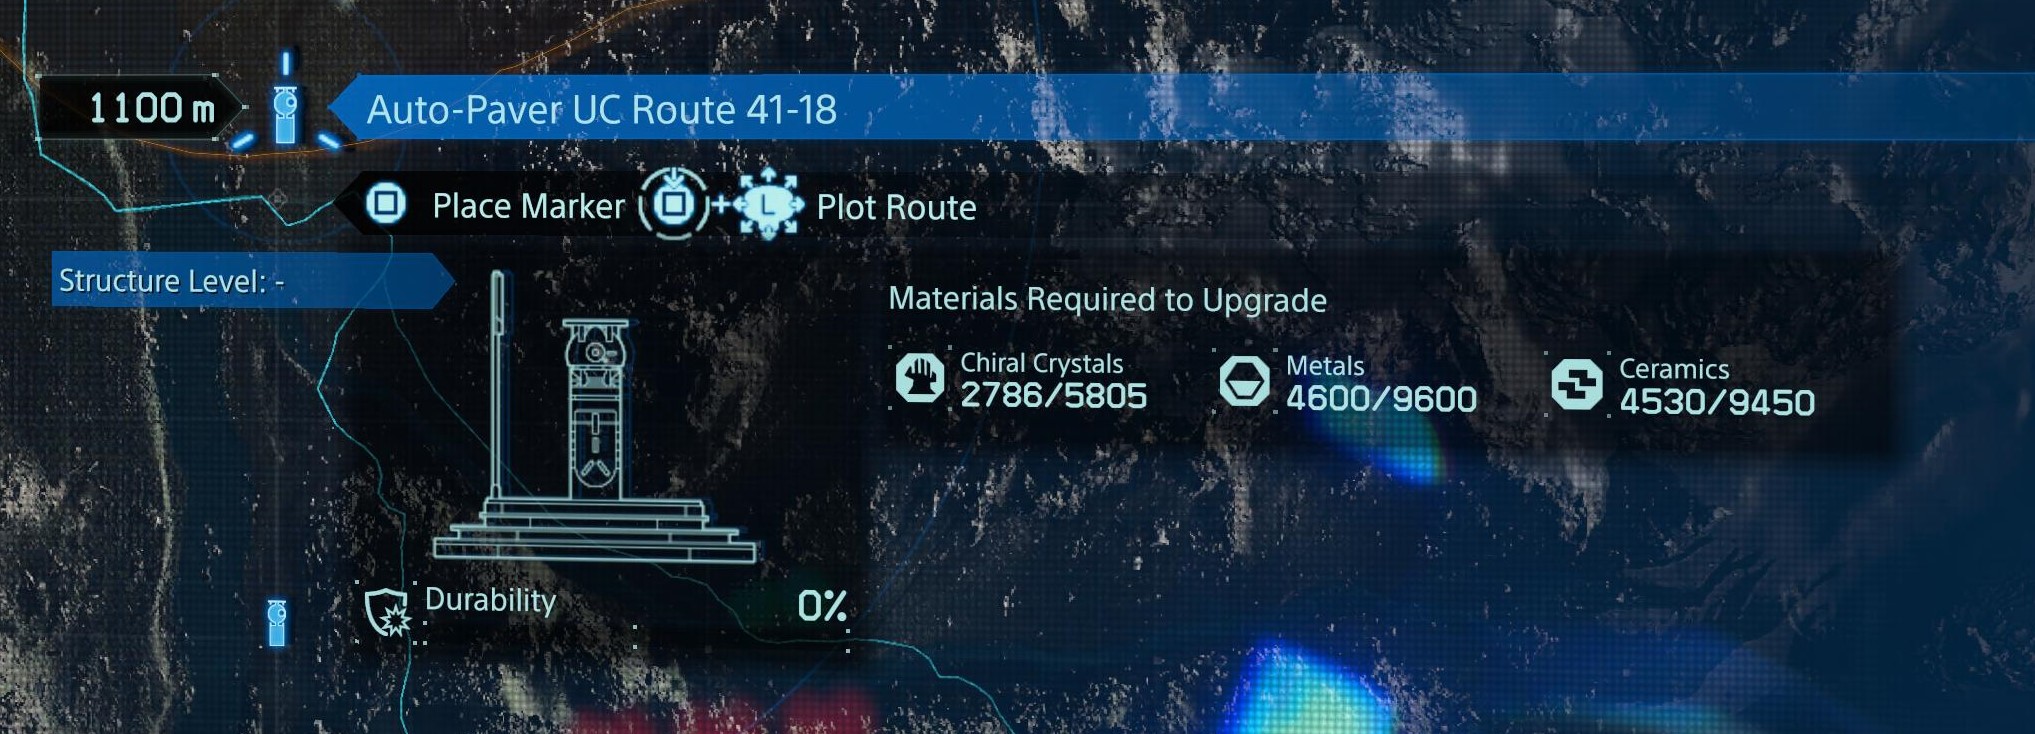 1100 m
Auto-Paver UC Route 41-18
Place Marker + L Plot Route
Structure Level: -
Materials Required to Upgrade
Chiral Crystals
2786/5805
Metals
4600/9600
Ceramics
4530/9450
Durability 0%